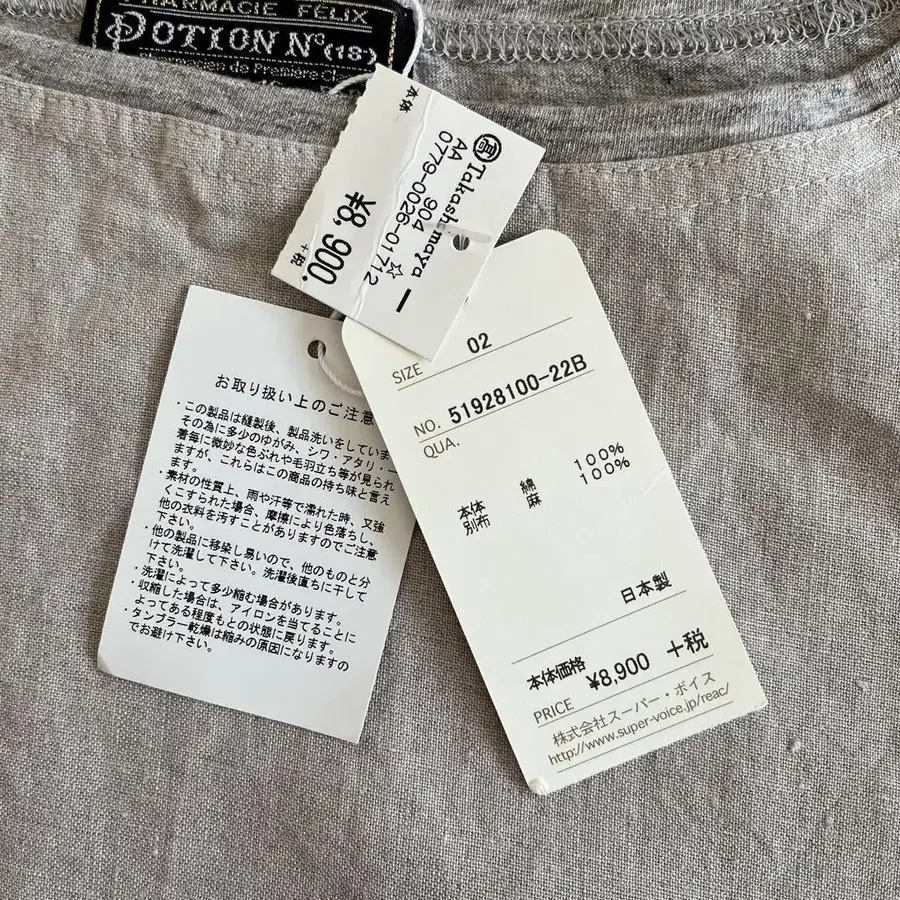 PHARMACIE FÉLIX
POTION Nº(18)
de Première
本体
¥8,900.
+税
Takashimaya
AA 904 ☆
0779-0026-01712
お取り扱い上のご注意
・この製品は縫製後、製品洗いをしていま
その為に多少のゆがみ、シワ・アタリ・
着毎に微妙な色ぶれや毛羽立ち等が見られ
ますが、これらはこの商品の持ち味と言え
ます。
・素材の性質上、雨や汗等で濡れた時、又強
くこすられた場合、摩擦により色落ちし、
他の衣料を汚すことがありますのでご注意
下さい。
・他の製品に移染し易いので、他のものと分
けて洗濯して下さい。洗濯後直ちに干して
下さい。
・洗濯によって多少縮む場合があります。
・収縮した場合は、アイロンを当てることに
よってある程度もとの状態に戻ります。
・タンブラー乾燥は縮みの原因になりますの
でお避け下さい。
SIZE 02
NO. 51928100-22B
QUA.
本体 綿 100%
別布 麻 100%
日本製
本体価格
PRICE ¥8,900 +税
株式会社スーパー・ボイス
http://www.super-voice.jp/reac/